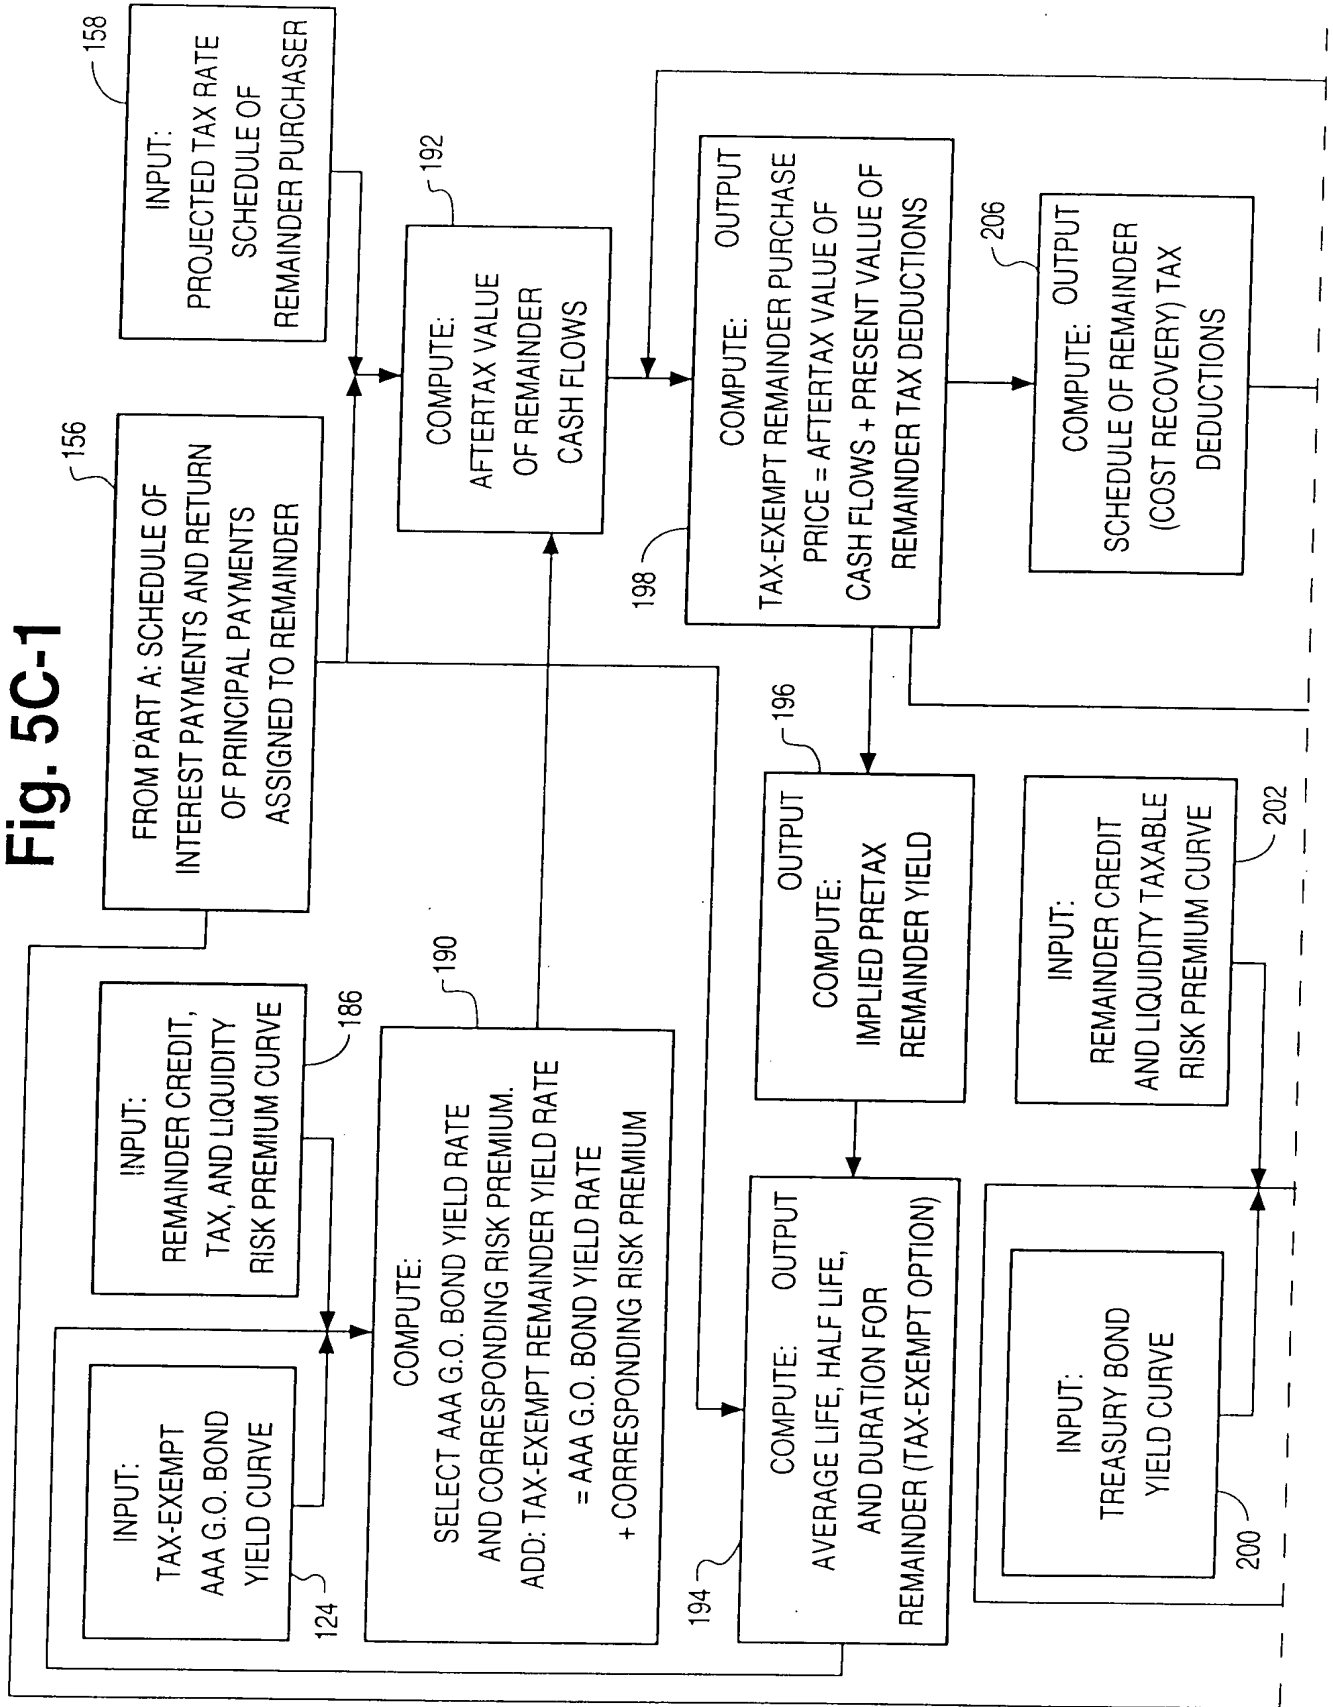 Fig. 5C-1
INPUT:
TAX-EXEMPT
AAA G.O. BOND
YIELD CURVE
124
INPUT:
REMAINDER CREDIT,
TAX, AND LIQUIDITY
RISK PREMIUM CURVE
186
FROM PART A: SCHEDULE OF
INTEREST PAYMENTS AND RETURN
OF PRINCIPAL PAYMENTS
ASSIGNED TO REMAINDER
156
INPUT:
PROJECTED TAX RATE
SCHEDULE OF
REMAINDER PURCHASER
158
COMPUTE:
SELECT AAA G.O. BOND YIELD RATE
AND CORRESPONDING RISK PREMIUM.
ADD: TAX-EXEMPT REMAINDER YIELD RATE
= AAA G.O. BOND YIELD RATE
+ CORRESPONDING RISK PREMIUM
190
COMPUTE:
AFTERTAX VALUE
OF REMAINDER
CASH FLOWS
192
COMPUTE: OUTPUT
AVERAGE LIFE, HALF LIFE,
AND DURATION FOR
REMAINDER (TAX-EXEMPT OPTION)
194
OUTPUT
COMPUTE:
IMPLIED PRETAX
REMAINDER YIELD
196
COMPUTE: OUTPUT
TAX-EXEMPT REMAINDER PURCHASE
PRICE = AFTERTAX VALUE OF
CASH FLOWS + PRESENT VALUE OF
REMAINDER TAX DEDUCTIONS
198
INPUT:
TREASURY BOND
YIELD CURVE
200
INPUT:
REMAINDER CREDIT
AND LIQUIDITY TAXABLE
RISK PREMIUM CURVE
202
COMPUTE: OUTPUT
SCHEDULE OF REMAINDER
(COST RECOVERY) TAX
DEDUCTIONS
206